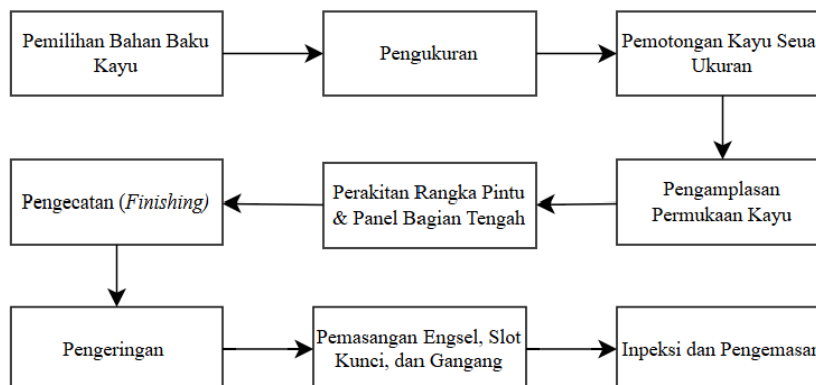 Pemilihan Bahan Baku
Kayu
Pengukuran
Pemotongan Kayu Seua
Ukuran
Pengamplasan
Permukaan Kayu
Perakitan Rangka Pintu
& Panel Bagian Tengah
Pengecatan (Finishing)
Pengeringan
Pemasangan Engsel, Slot
Kunci, dan Gangang
Inpeksi dan Pengemasan